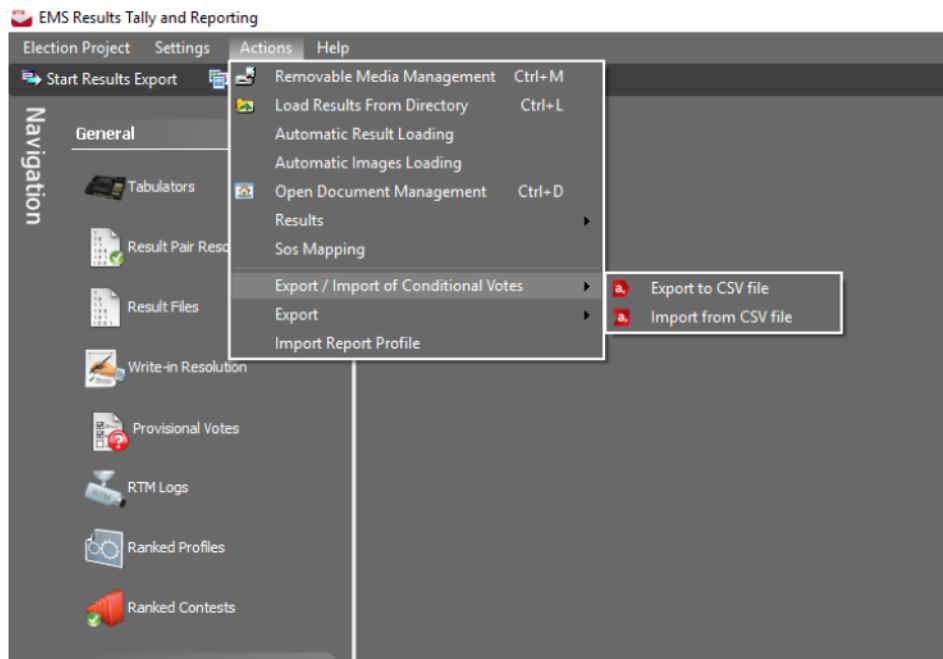 EMS Results Tally and Reporting
Election Project Settings Actions Help
Start Results Export
Navigation
General
Tabulators
Result Pair Reso
Result Files
Write-in Resolution
Provisional Votes
RTM Logs
Ranked Profiles
Ranked Contests
Removable Media Management Ctrl+M
Load Results From Directory Ctrl+L
Automatic Result Loading
Automatic Images Loading
Open Document Management Ctrl+D
Results
Sos Mapping
Export / Import of Conditional Votes
Export
Import Report Profile
Export to CSV file
Import from CSV file